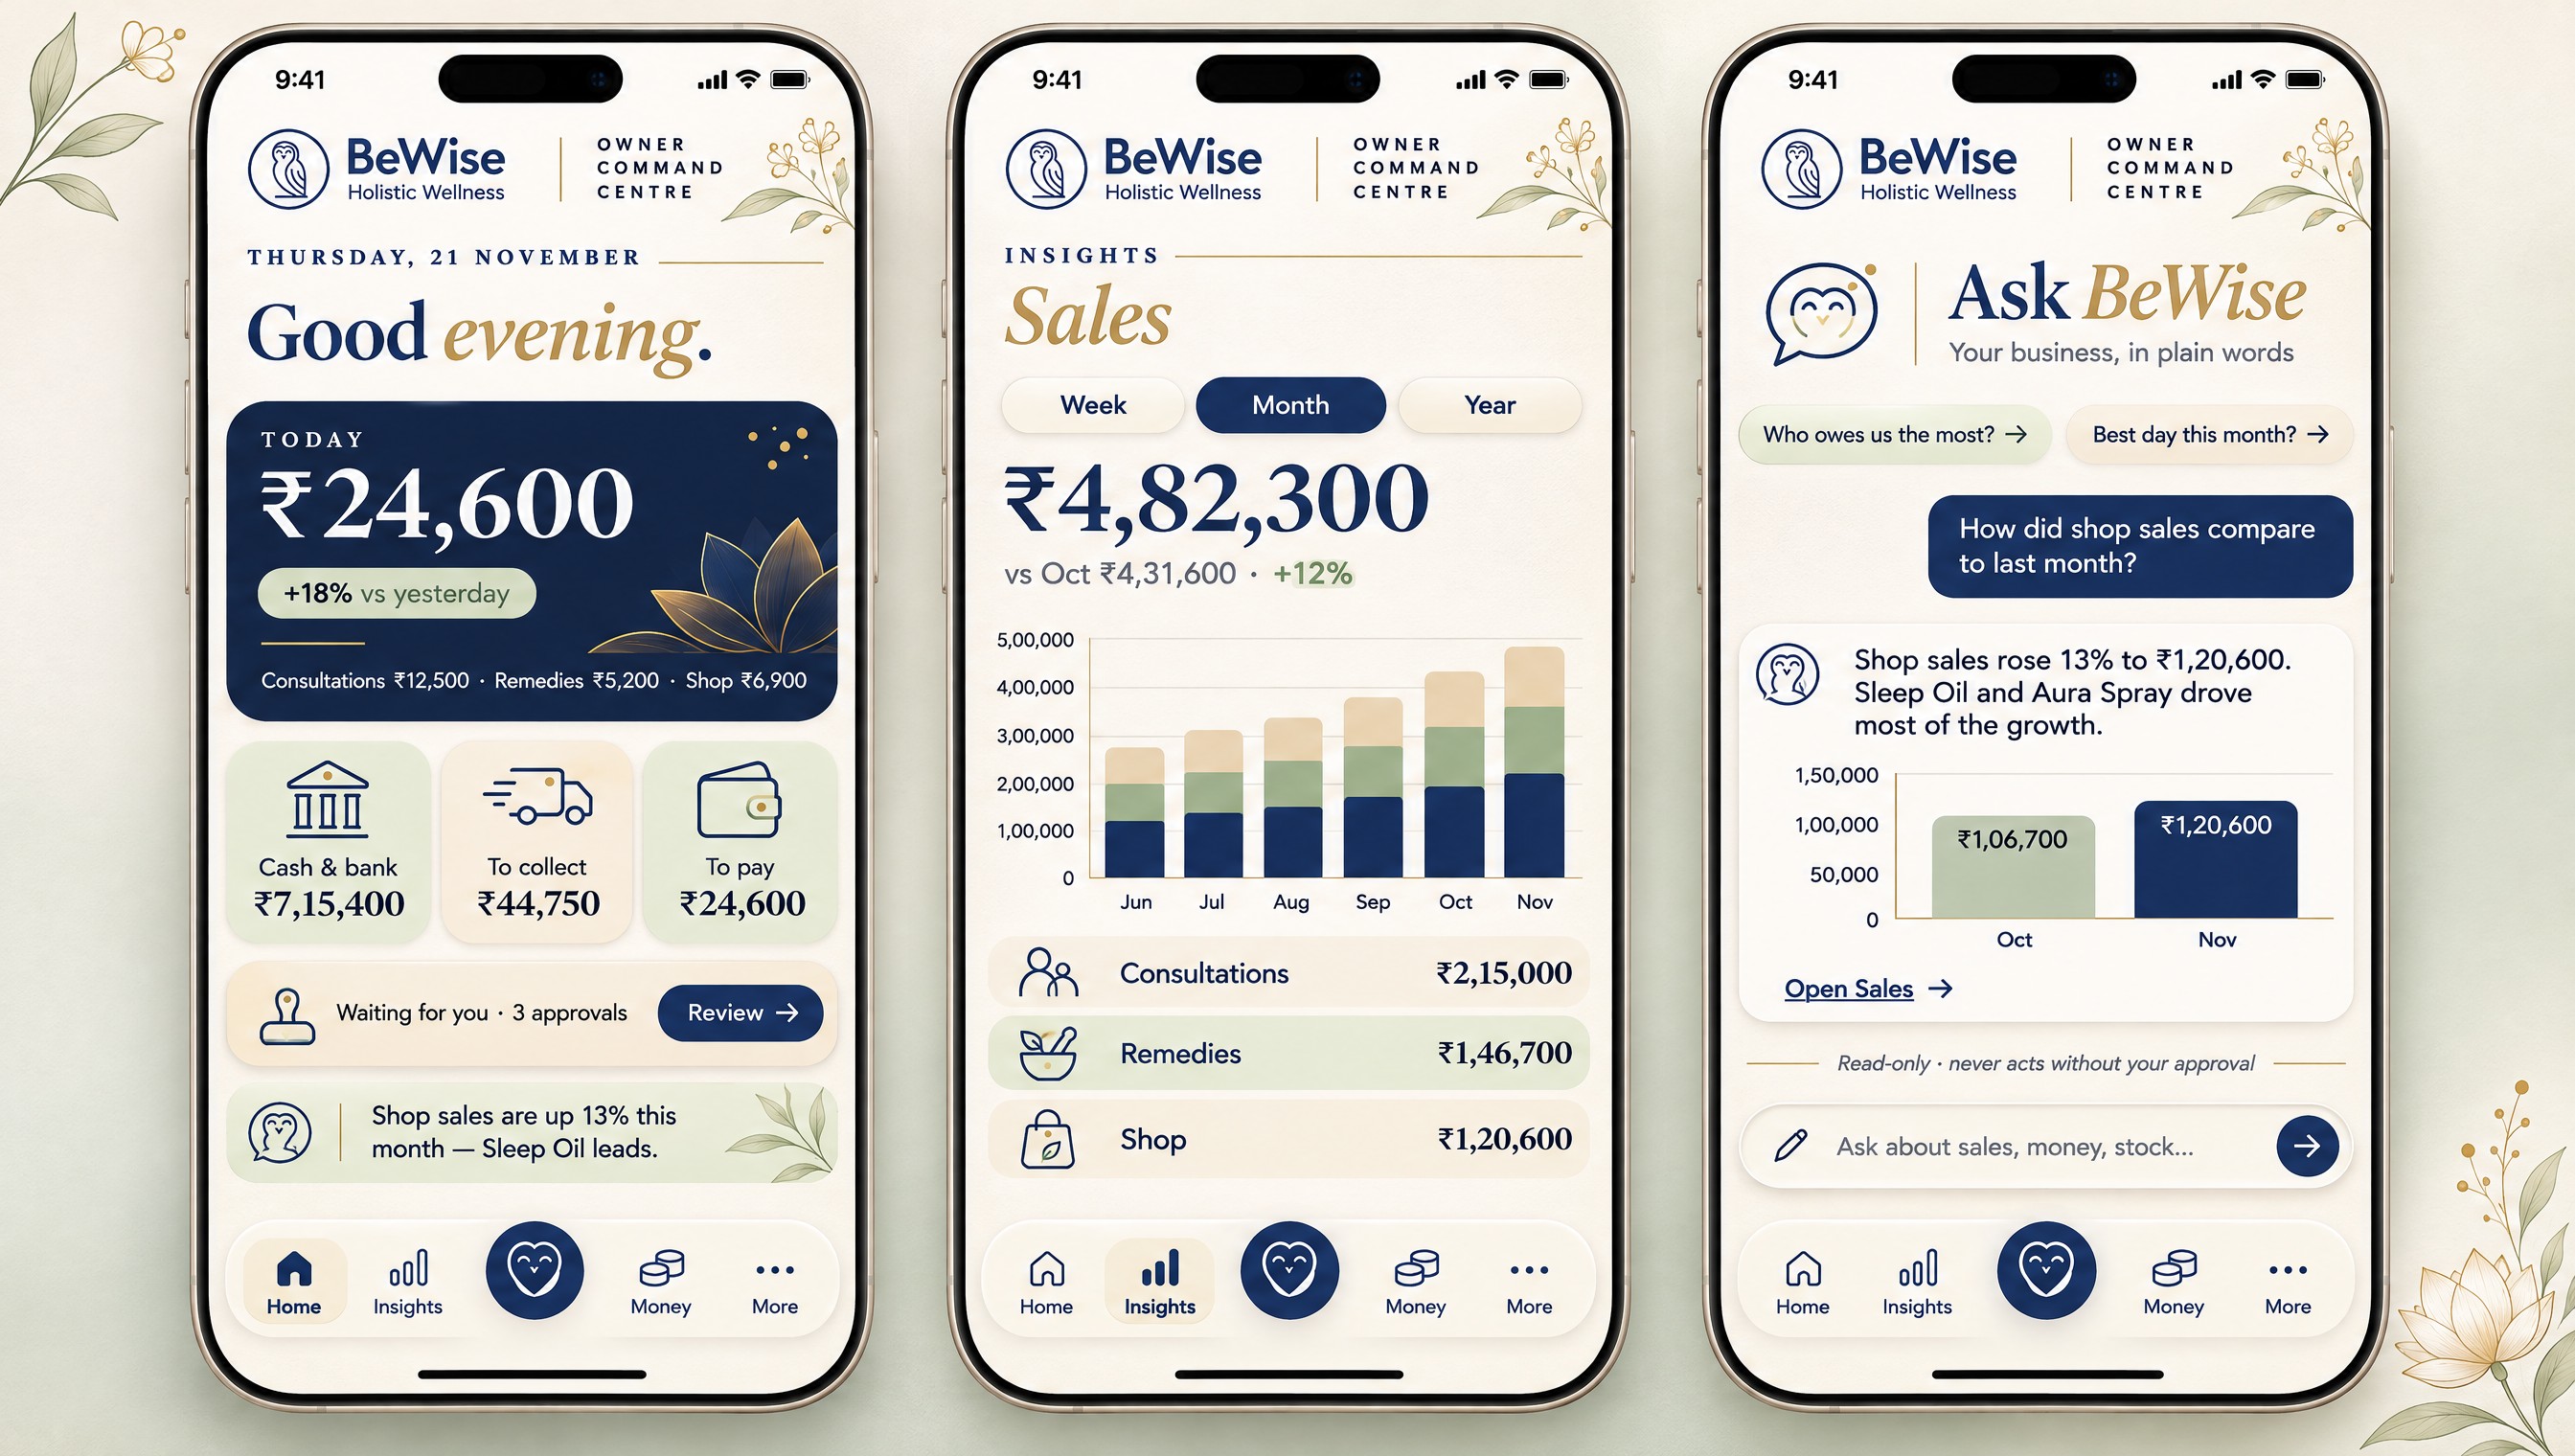 9:41
BeWise
Holistic Wellness
OWNER
COMMAND
CENTRE
THURSDAY, 21 NOVEMBER
Good evening.
TODAY
₹24,600
+18% vs yesterday
Consultations ₹12,500 · Remedies ₹5,200 · Shop ₹6,900
Cash & bank
₹7,15,400
To collect
₹44,750
To pay
₹24,600
Waiting for you · 3 approvals
Review →
Shop sales are up 13% this
month — Sleep Oil leads.
Home
Insights
Money
More
9:41
BeWise
Holistic Wellness
OWNER
COMMAND
CENTRE
INSIGHTS
Sales
Week
Month
Year
₹4,82,300
vs Oct ₹4,31,600 · +12%
5,00,000
4,00,000
3,00,000
2,00,000
1,00,000
0
Jun
Jul
Aug
Sep
Oct
Nov
Consultations ₹2,15,000
Remedies ₹1,46,700
Shop ₹1,20,600
Home
Insights
Money
More
9:41
BeWise
Holistic Wellness
OWNER
COMMAND
CENTRE
Ask BeWise
Your business, in plain words
Who owes us the most? →
Best day this month? →
How did shop sales compare
to last month?
Shop sales rose 13% to ₹1,20,600.
Sleep Oil and Aura Spray drove
most of the growth.
1,50,000
1,00,000
50,000
0
₹1,06,700
₹1,20,600
Oct
Nov
Open Sales →
Read-only · never acts without your approval
Ask about sales, money, stock...
Home
Insights
Money
More